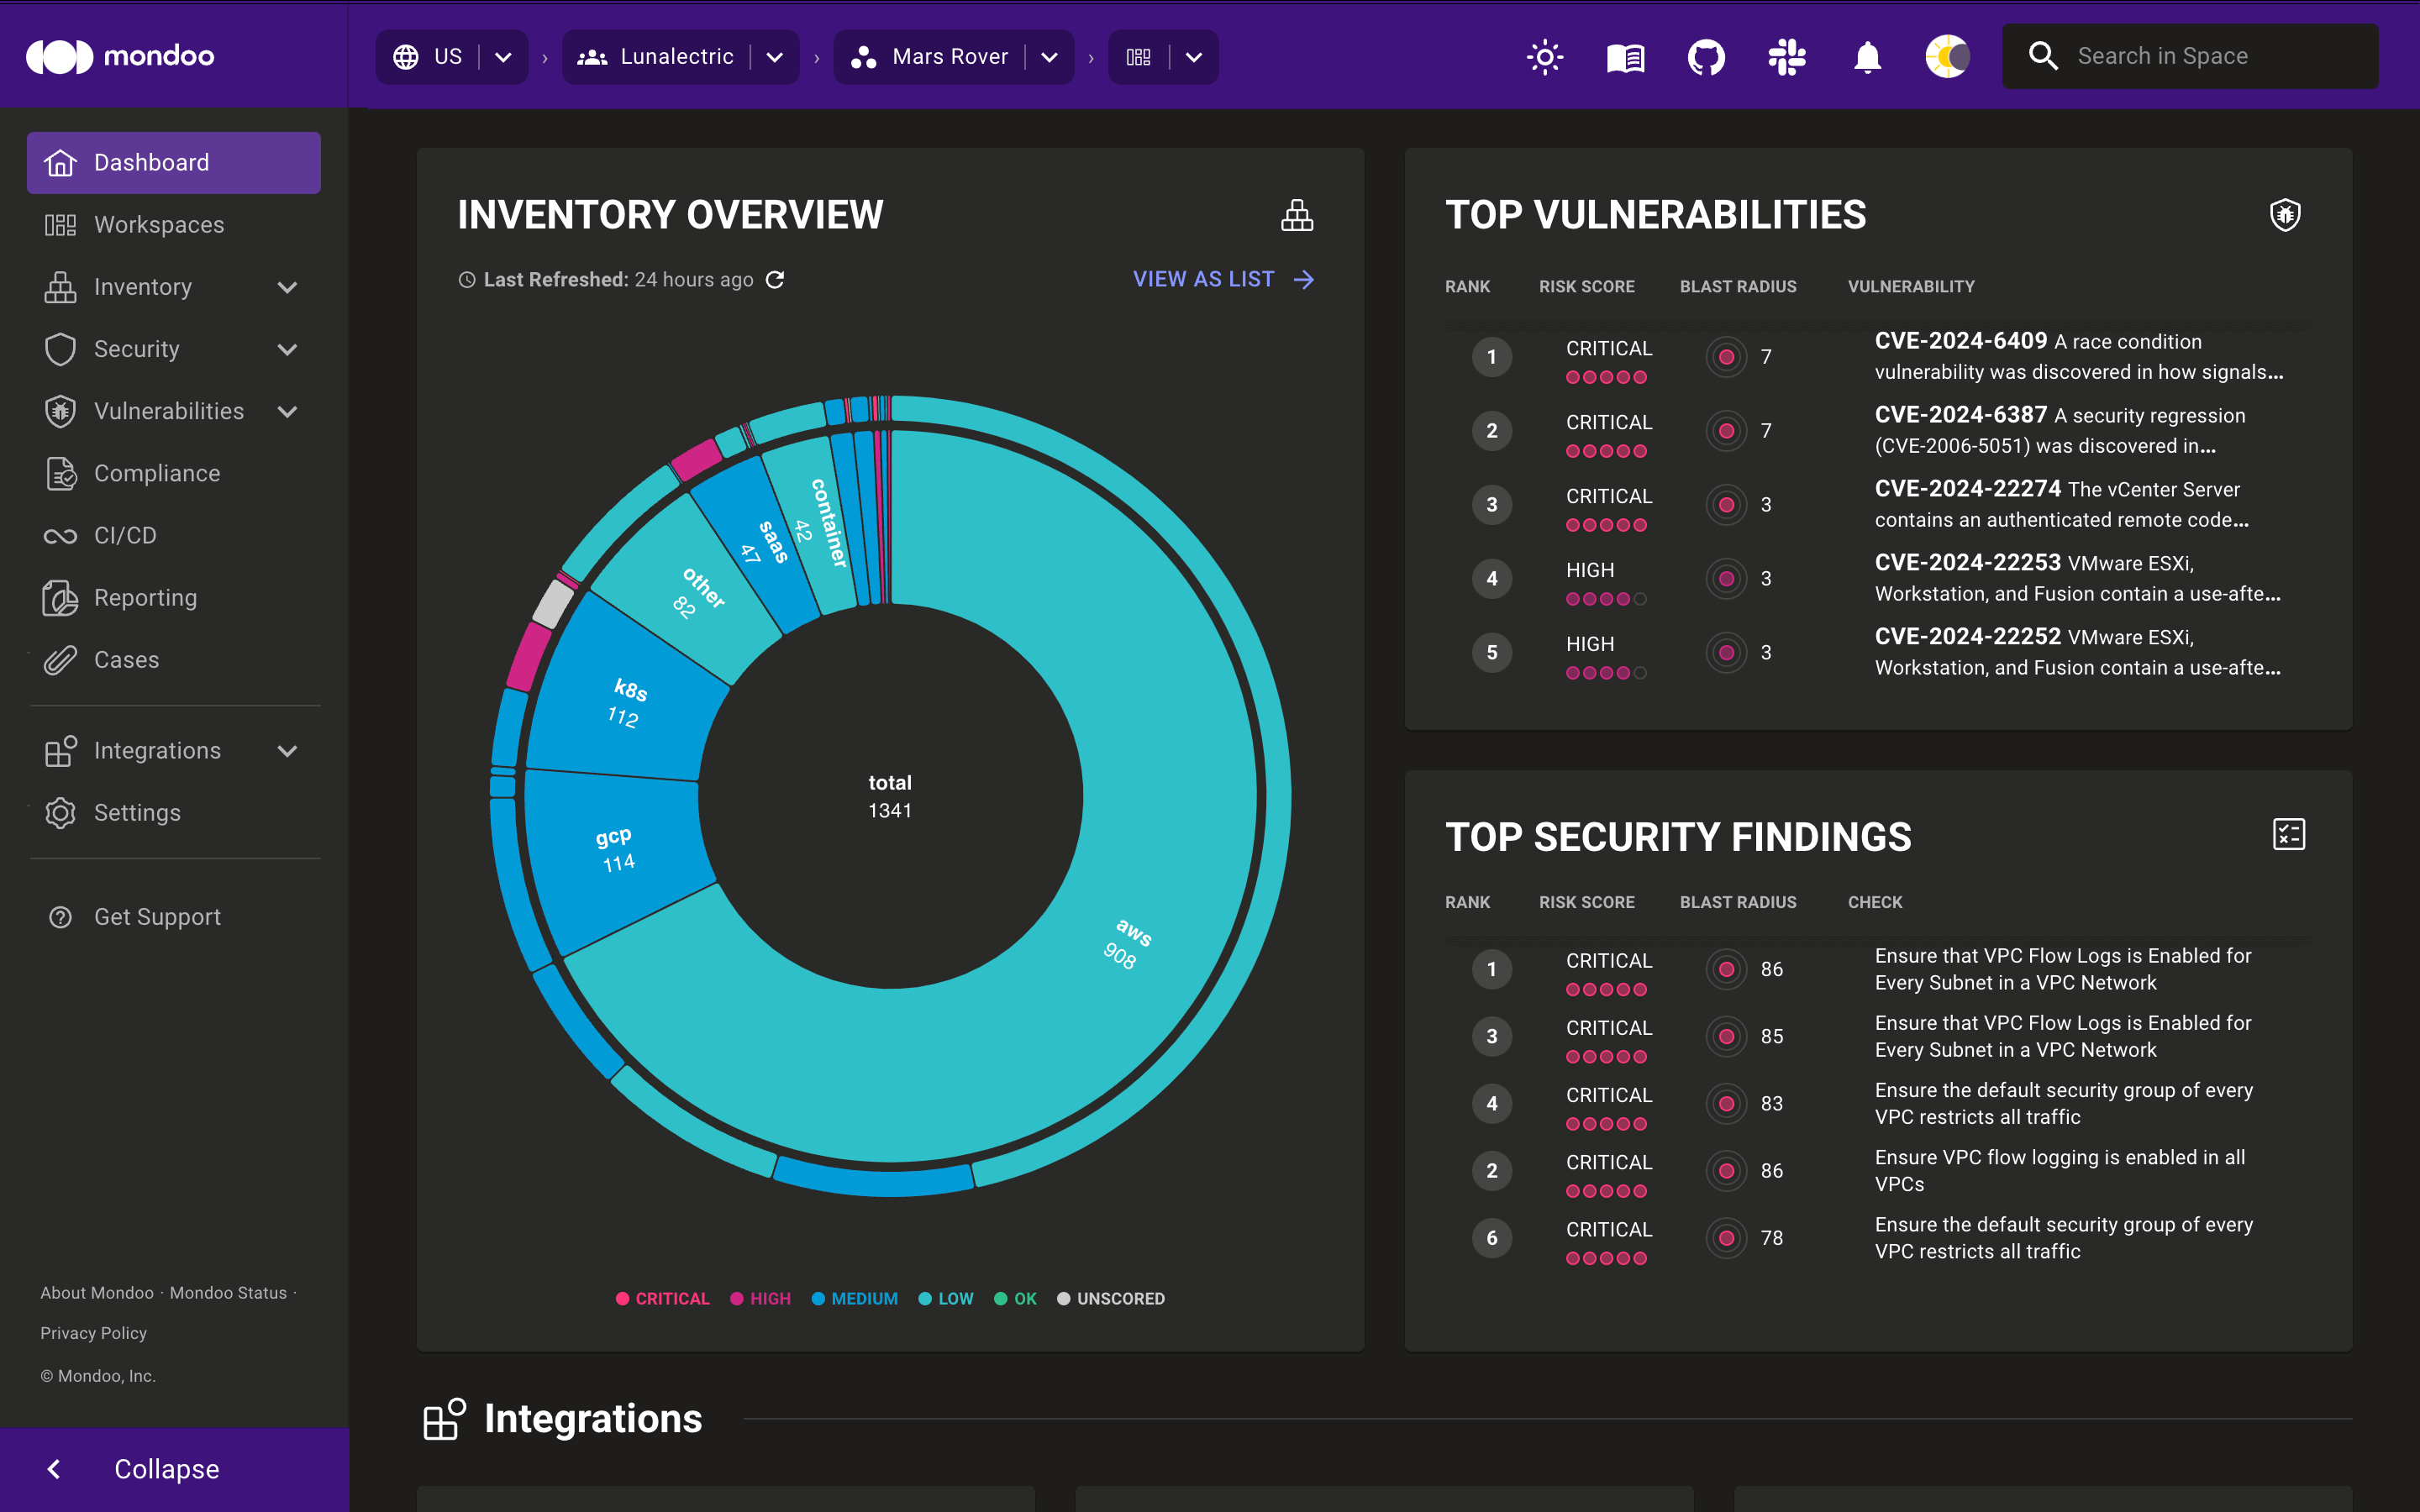 mondoo
US
Lunalectric
Mars Rover
Search in Space
Dashboard
Workspaces
Inventory
Security
Vulnerabilities
Compliance
CI/CD
Reporting
Cases
Integrations
Settings
Get Support
About Mondoo · Mondoo Status ·
Privacy Policy
© Mondoo, Inc.
Collapse
INVENTORY OVERVIEW
Last Refreshed: 24 hours ago
VIEW AS LIST
container
42
saas
47
other
82
k8s
112
gcp
114
total
1341
aws
908
CRITICAL HIGH MEDIUM LOW OK UNSCORED
TOP VULNERABILITIES
RANK RISK SCORE BLAST RADIUS VULNERABILITY
1 CRITICAL 7 CVE-2024-6409 A race condition
vulnerability was discovered in how signals...
2 CRITICAL 7 CVE-2024-6387 A security regression
(CVE-2006-5051) was discovered in...
3 CRITICAL 3 CVE-2024-22274 The vCenter Server
contains an authenticated remote code...
4 HIGH 3 CVE-2024-22253 VMware ESXi,
Workstation, and Fusion contain a use-afte...
5 HIGH 3 CVE-2024-22252 VMware ESXi,
Workstation, and Fusion contain a use-afte...
TOP SECURITY FINDINGS
RANK RISK SCORE BLAST RADIUS CHECK
1 CRITICAL 86 Ensure that VPC Flow Logs is Enabled for
Every Subnet in a VPC Network
3 CRITICAL 85 Ensure that VPC Flow Logs is Enabled for
Every Subnet in a VPC Network
4 CRITICAL 83 Ensure the default security group of every
VPC restricts all traffic
2 CRITICAL 86 Ensure VPC flow logging is enabled in all
VPCs
6 CRITICAL 78 Ensure the default security group of every
VPC restricts all traffic
Integrations